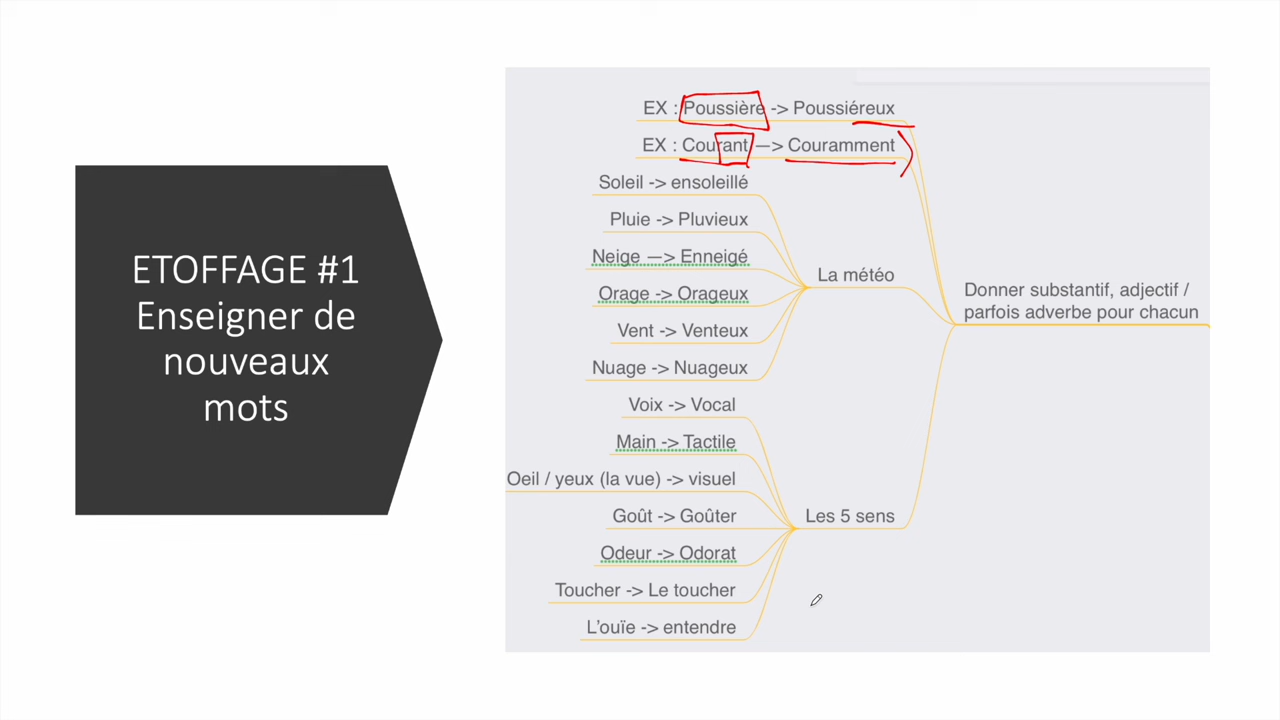 ETOFFAGE #1
Enseigner de
nouveaux
mots
EX : Poussière -> Poussiéreux
EX : Courant —> Couramment
Soleil -> ensoleillé
Pluie -> Pluvieux
Neige —> Enneigé
Orage -> Orageux
Vent -> Venteux
Nuage -> Nuageux
La météo
Voix -> Vocal
Main -> Tactile
Oeil / yeux (la vue) -> visuel
Goût -> Goûter
Odeur -> Odorat
Toucher -> Le toucher
L'ouïe -> entendre
Les 5 sens
Donner substantif, adjectif /
parfois adverbe pour chacun